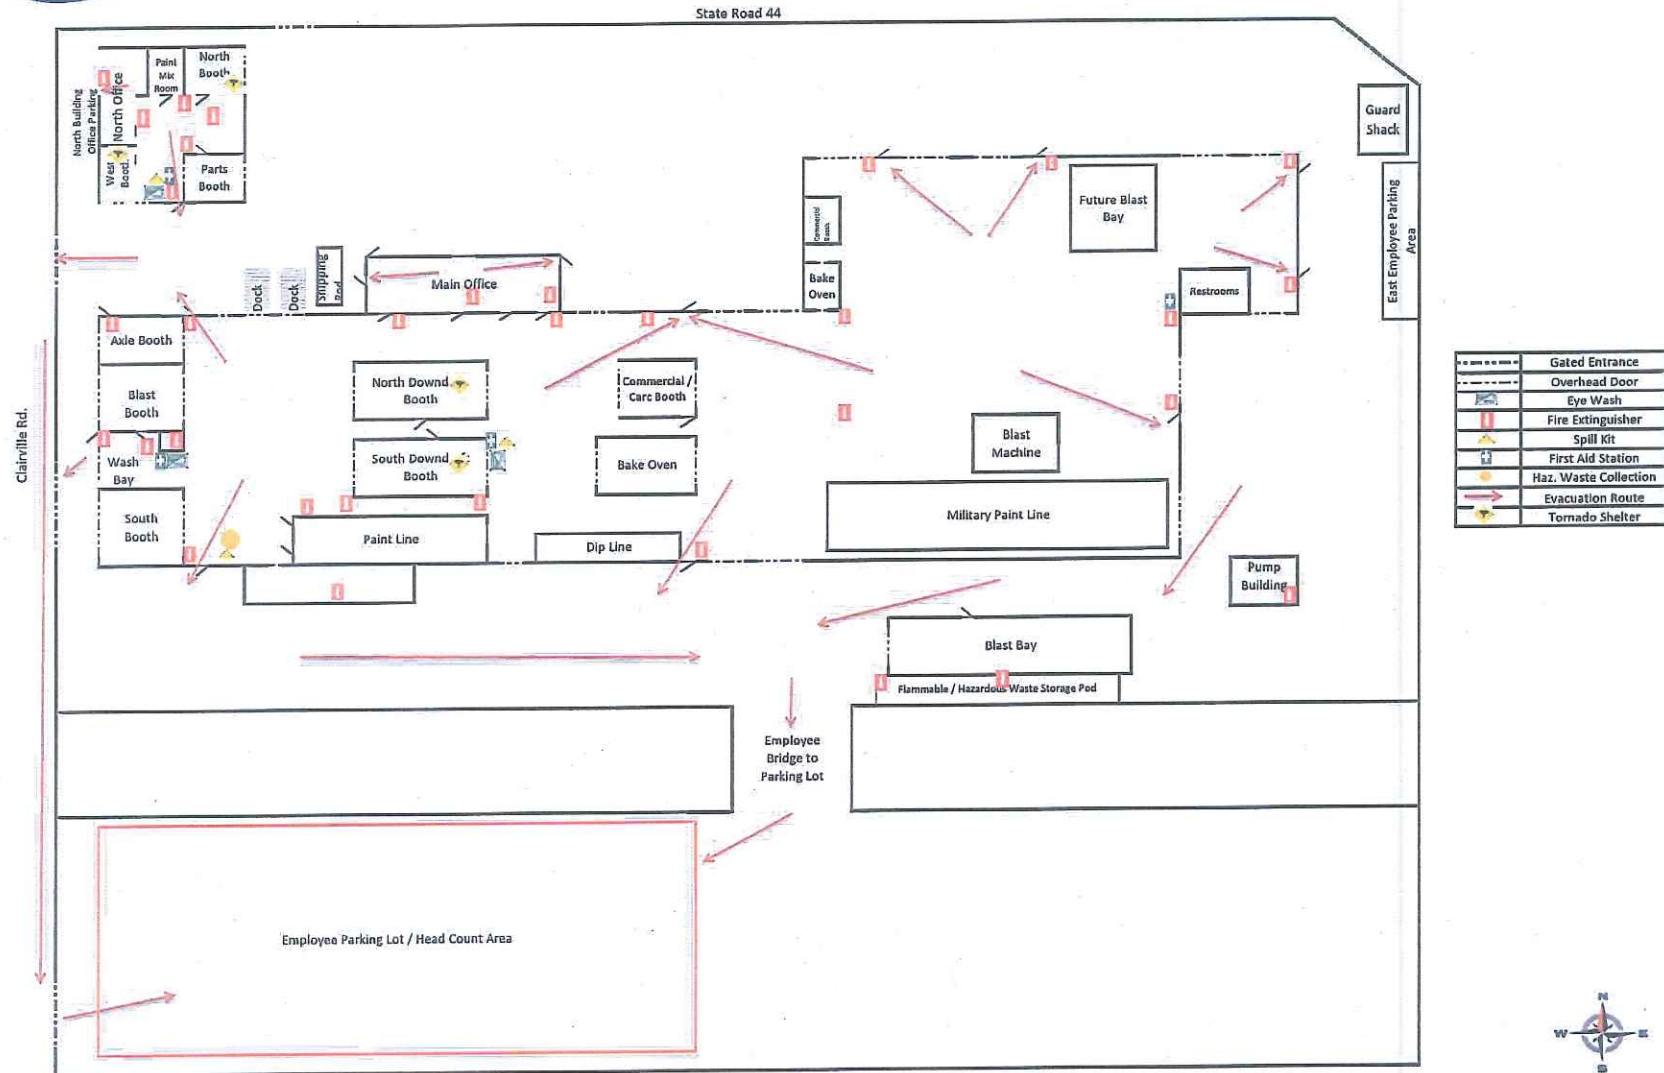 State Road 44
North Building
Office Parking
North Office
Paint
Mix
Room
North
Booth
West
Boot
Parts
Booth
Guard
Shack
East Employee Parking
Area
Future Blast
Bay
Commercial
Booth
Bake
Oven
Restrooms
Dock
Dock
Shipping
Pod
Main Office
Axle Booth
Blast
Booth
Wash
Bay
South
Booth
North Downd
Booth
South Downd
Booth
Commercial /
Carc Booth
Bake Oven
Blast
Machine
Military Paint Line
Paint Line
Dip Line
Pump
Building
Clairville Rd.
Blast Bay
Flammable / Hazardous Waste Storage Pod
Employee
Bridge to
Parking Lot
Employee Parking Lot / Head Count Area
Gated Entrance
Overhead Door
Eye Wash
Fire Extinguisher
Spill Kit
First Aid Station
Haz. Waste Collection
Evacuation Route
Tornado Shelter
N
W
E
S